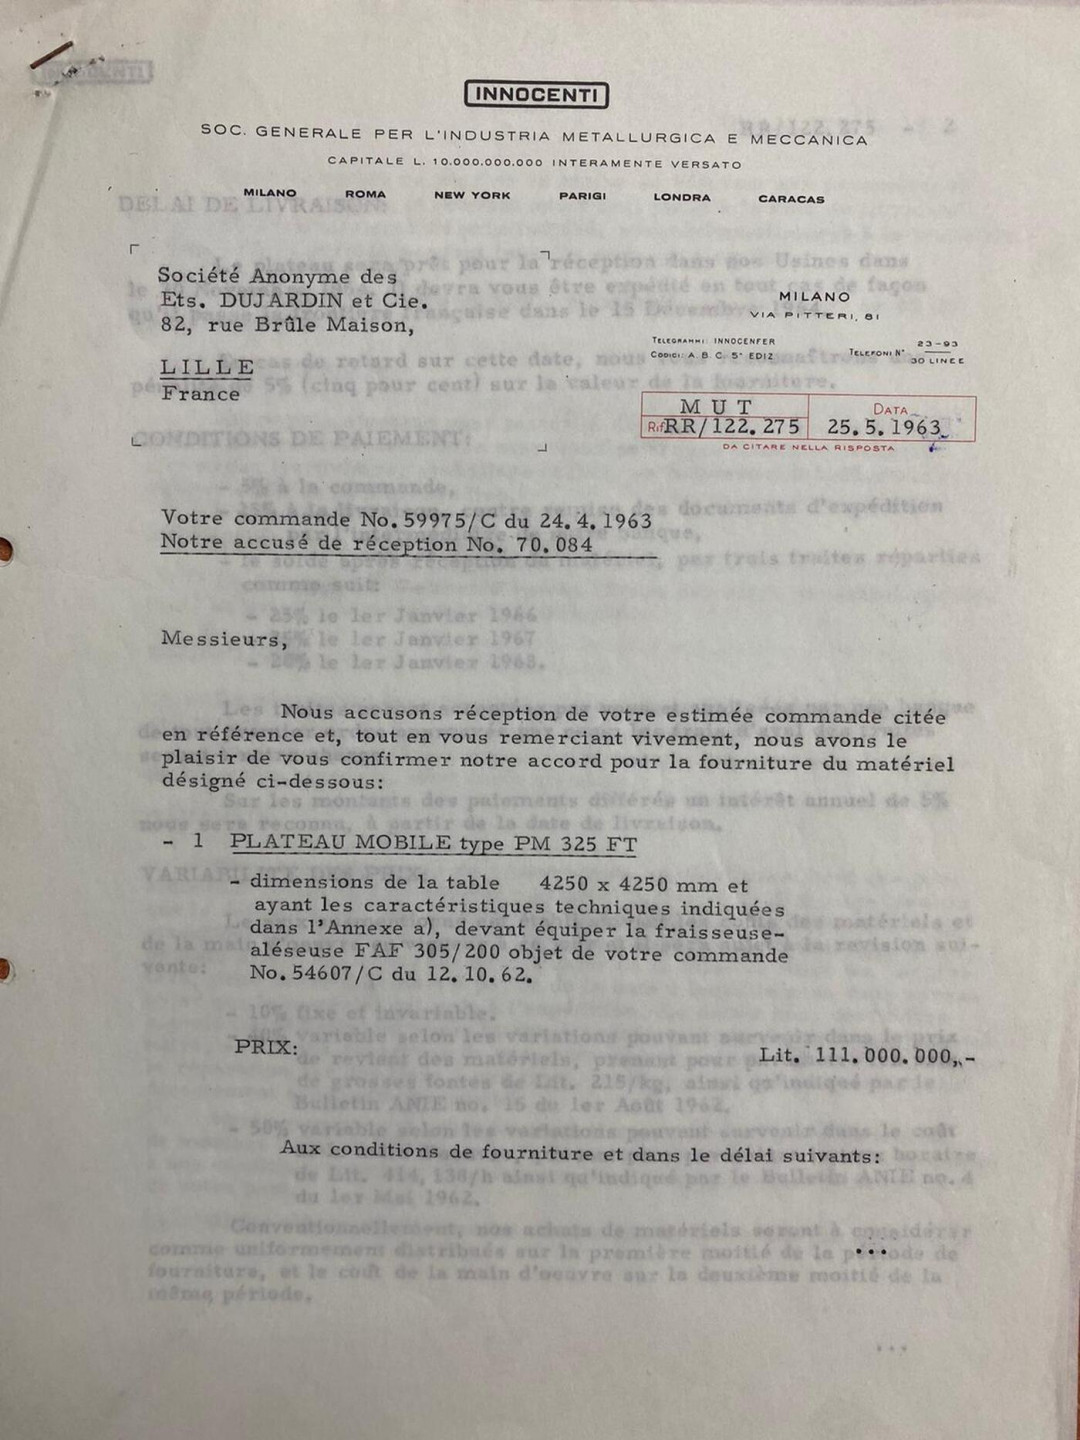 INNOCENTI
SOC. GENERALE PER L'INDUSTRIA METALLURGICA E MECCANICA
CAPITALE L. 10.000.000.000 INTERAMENTE VERSATO
MILANO ROMA NEW YORK PARIGI LONDRA CARACAS
Société Anonyme des
Ets. DUJARDIN et Cie.
82, rue Brûle Maison,
LILLE
France
MILANO
VIA PITTERI, 81
TELEGRAMMI: INNOCENFER
CODICI: A. B. C. 5ª EDIZ
TELEFONI N° 23-93
30 LINEE
MUT
Rif RR/122.275
DATA
25.5.1963
DA CITARE NELLA RISPOSTA
Votre commande No. 59975/C du 24.4.1963
Notre accusé de réception No. 70.084
Messieurs,
Nous accusons réception de votre estimée commande citée
en référence et, tout en vous remerciant vivement, nous avons le
plaisir de vous confirmer notre accord pour la fourniture du matériel
désigné ci-dessous:
- 1 PLATEAU MOBILE type PM 325 FT
- dimensions de la table 4250 x 4250 mm et
ayant les caractéristiques techniques indiquées
dans l'Annexe a), devant équiper la fraisseuse-
aléseuse FAF 305/200 objet de votre commande
No. 54607/C du 12.10.62.
PRIX: Lit. 111.000.000,-
Aux conditions de fourniture et dans le délai suivants:
...